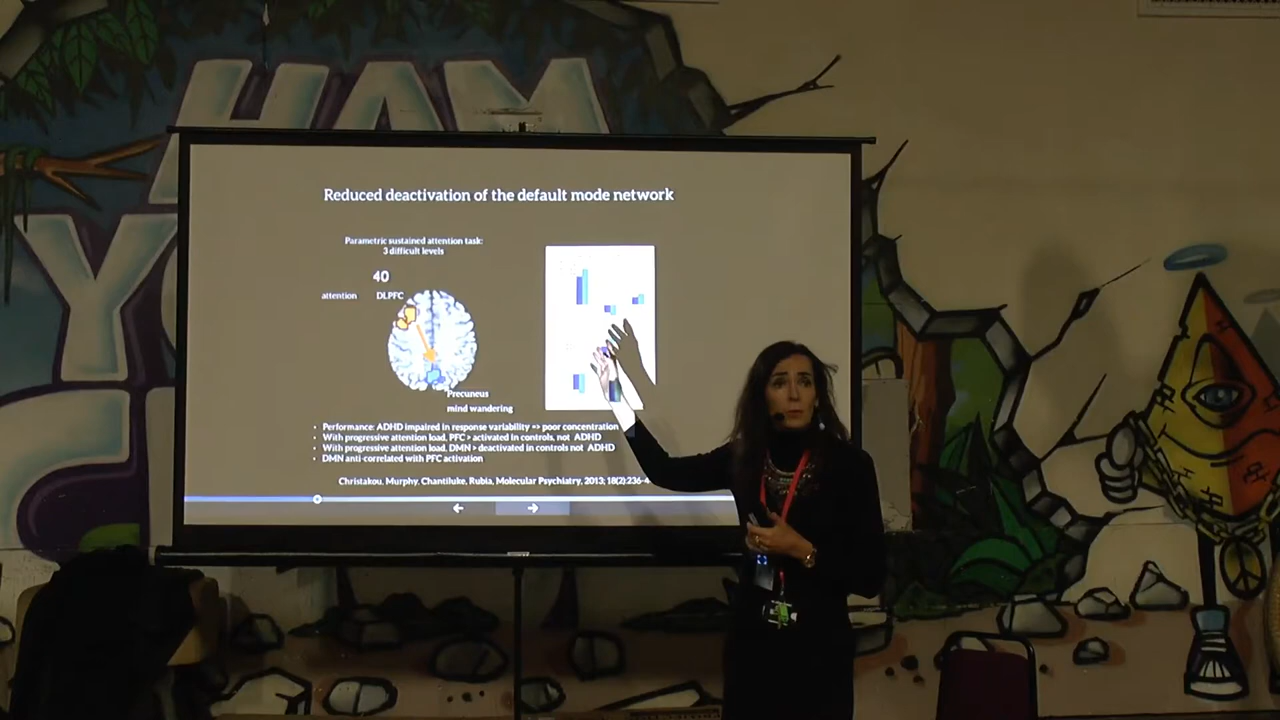 HAM
YO
Reduced deactivation of the default mode network
Parametric sustained attention task:
3 difficult levels
40
attention DLPFC
Precuneus
mind wandering
• Performance: ADHD impaired in response variability => poor concentration
• With progressive attention load, PFC > activated in controls, not ADHD
• With progressive attention load, DMN > deactivated in controls not ADHD
• DMN anti-correlated with PFC activation
Christakou, Murphy, Chantiluke, Rubia, Molecular Psychiatry, 2013; 18(2):236-4